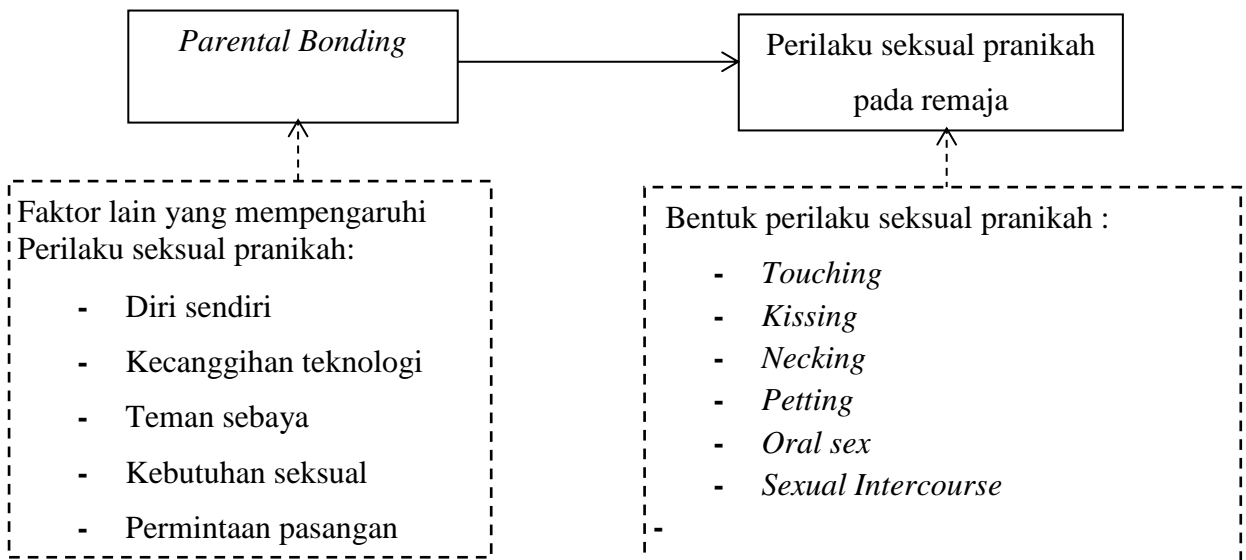 Parental Bonding
Perilaku seksual pranikah
pada remaja
Faktor lain yang mempengaruhi
Perilaku seksual pranikah:
- Diri sendiri
- Kecanggihan teknologi
- Teman sebaya
- Kebutuhan seksual
- Permintaan pasangan
Bentuk perilaku seksual pranikah :
- Touching
- Kissing
- Necking
- Petting
- Oral sex
- Sexual Intercourse
-